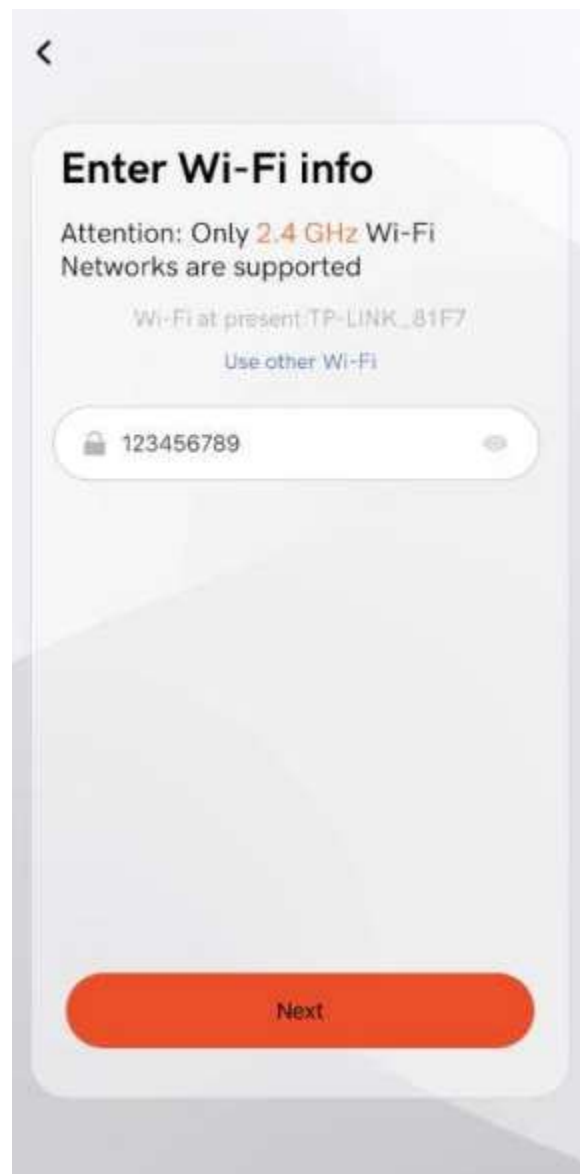 Enter Wi-Fi info
Attention: Only 2.4 GHz Wi-Fi
Networks are supported
Wi-Fi at present:TP-LINK_81F7
Use other Wi-Fi
123456789
Next